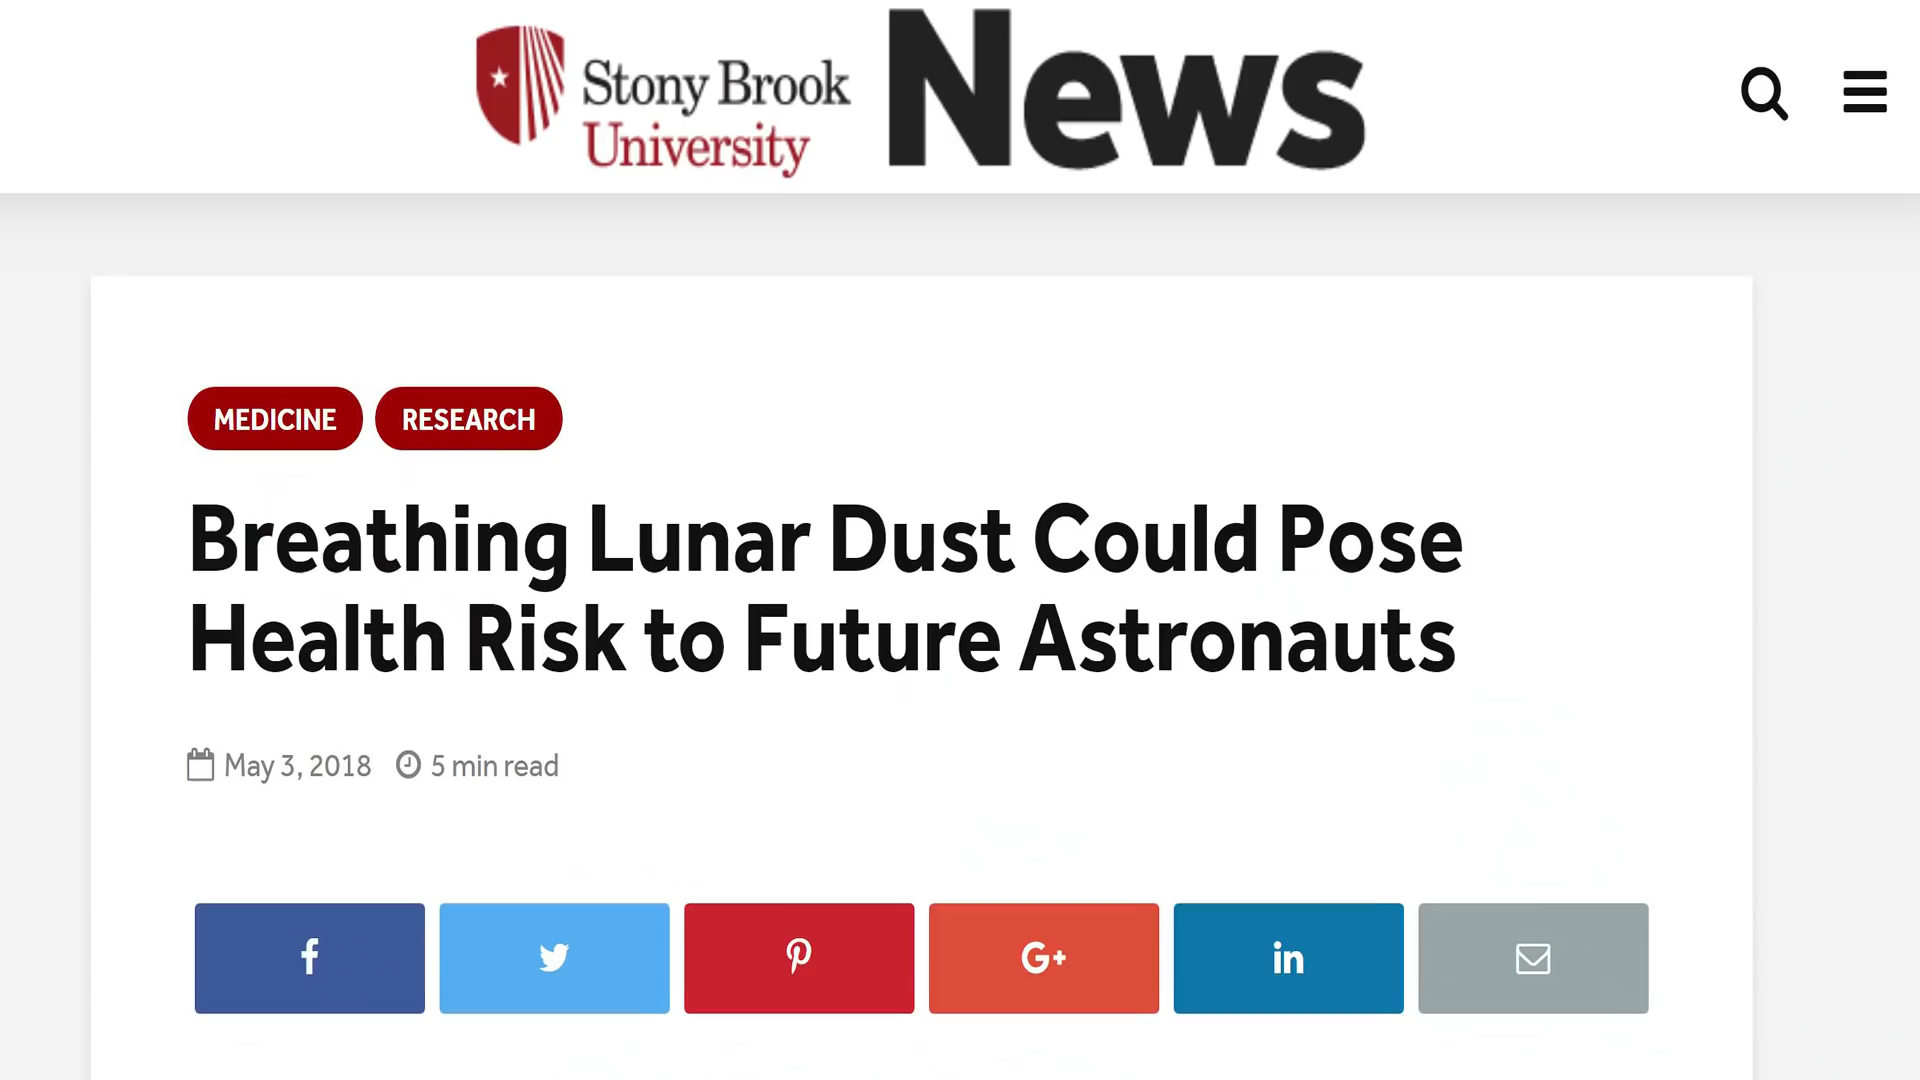 Stony Brook
University
News
MEDICINE
RESEARCH
Breathing Lunar Dust Could Pose
Health Risk to Future Astronauts
May 3, 2018 5 min read
f
G+
in